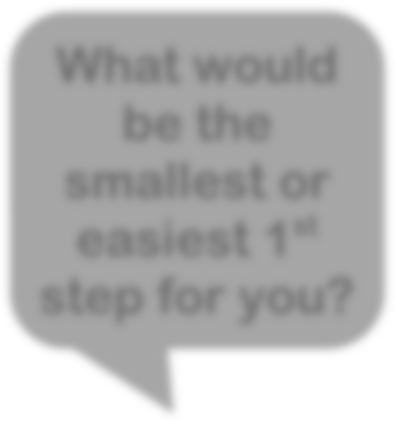 What would
be the
smallest or
easiest 1st
step for you?